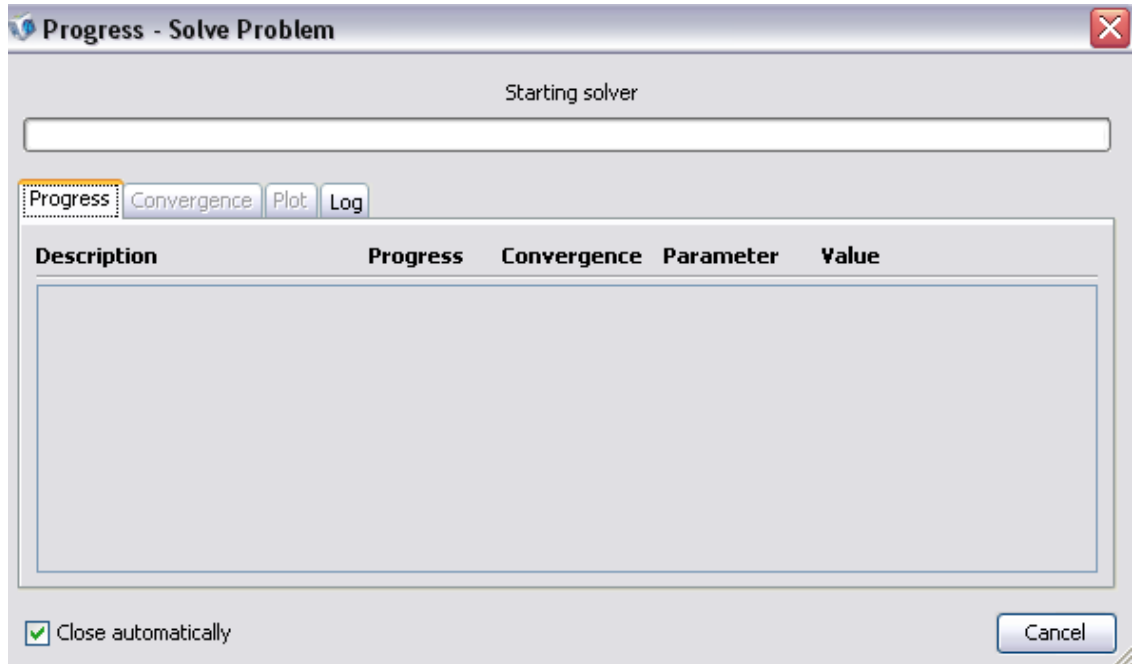 Progress - Solve Problem
Starting solver
Progress Convergence Plot Log
Description Progress Convergence Parameter Value
Close automatically Cancel